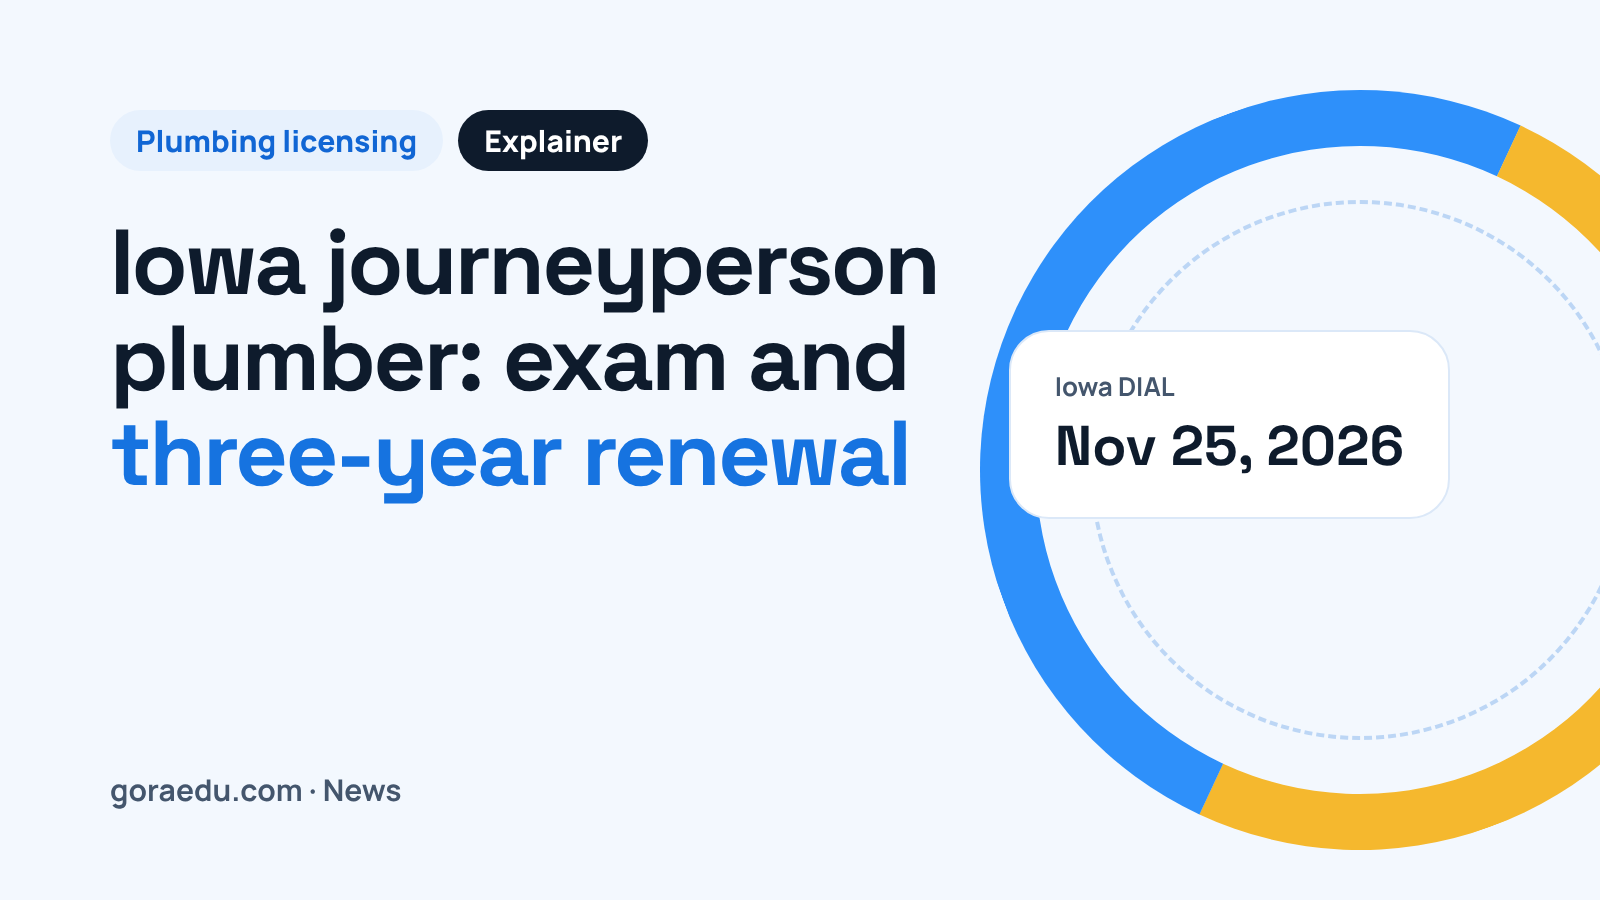 Plumbing licensing
Explainer
Iowa journeyperson
plumber: exam and
three-year renewal
Iowa DIAL
Nov 25, 2026
goraedu.com · News